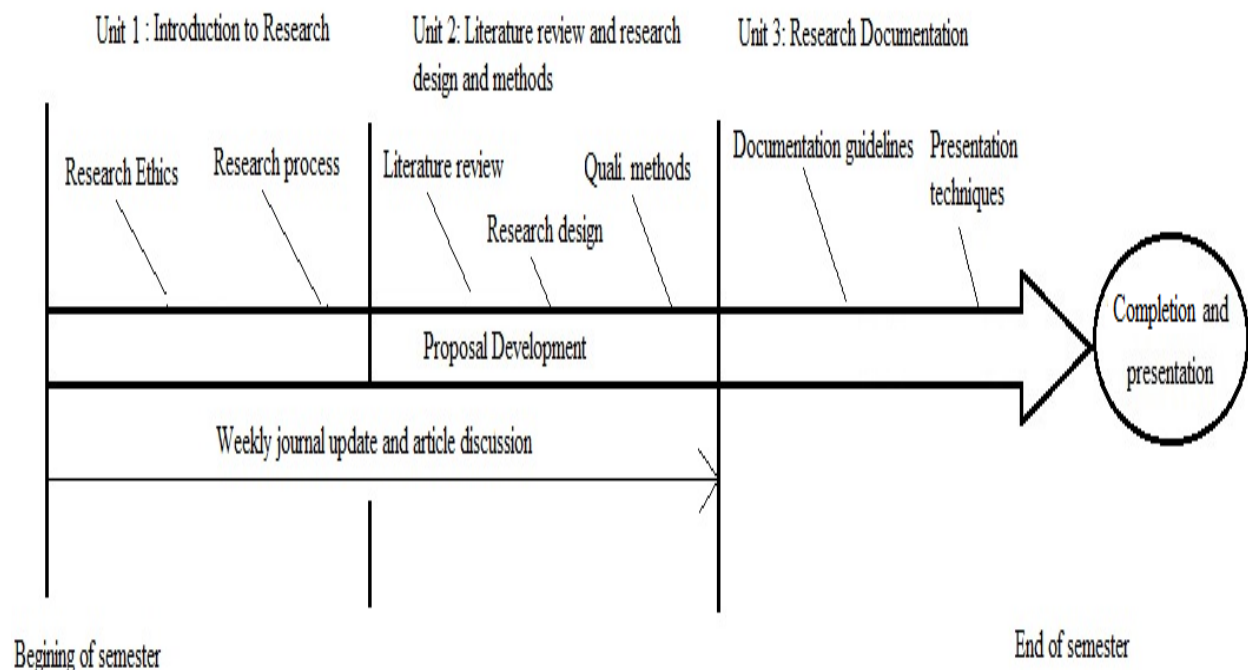 Unit 1 : Introduction to Research
Unit 2: Literature review and research
design and methods
Unit 3: Research Documentation
Research Ethics
Research process
Literature review
Research design
Quali. methods
Documentation guidelines
Presentation
techniques
Proposal Development
Completion and
presentation
Weekly journal update and article discussion
Begining of semester
End of semester